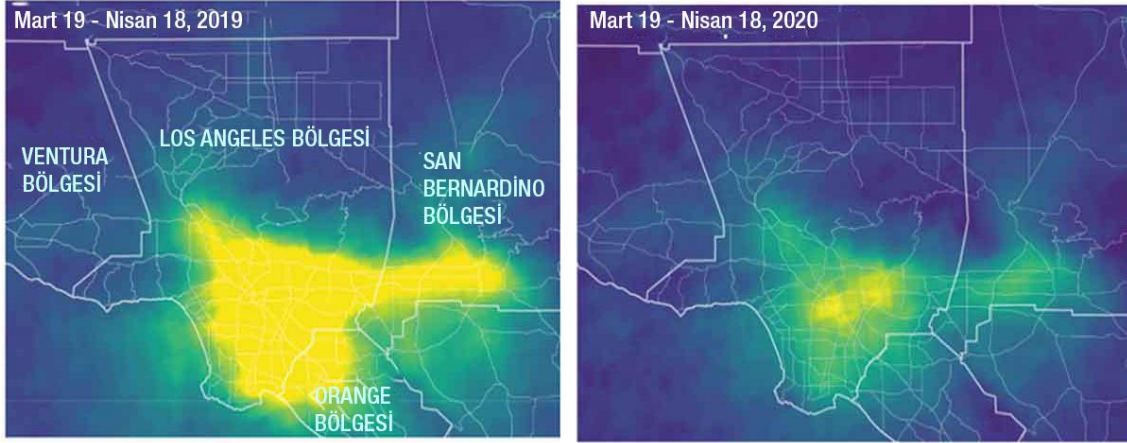 Mart 19 - Nisan 18, 2019
LOS ANGELES BÖLGESİ
VENTURA
BÖLGESİ
SAN
BERNARDİNO
BÖLGESİ
ORANGE
BÖLGESİ
Mart 19 - Nisan 18, 2020